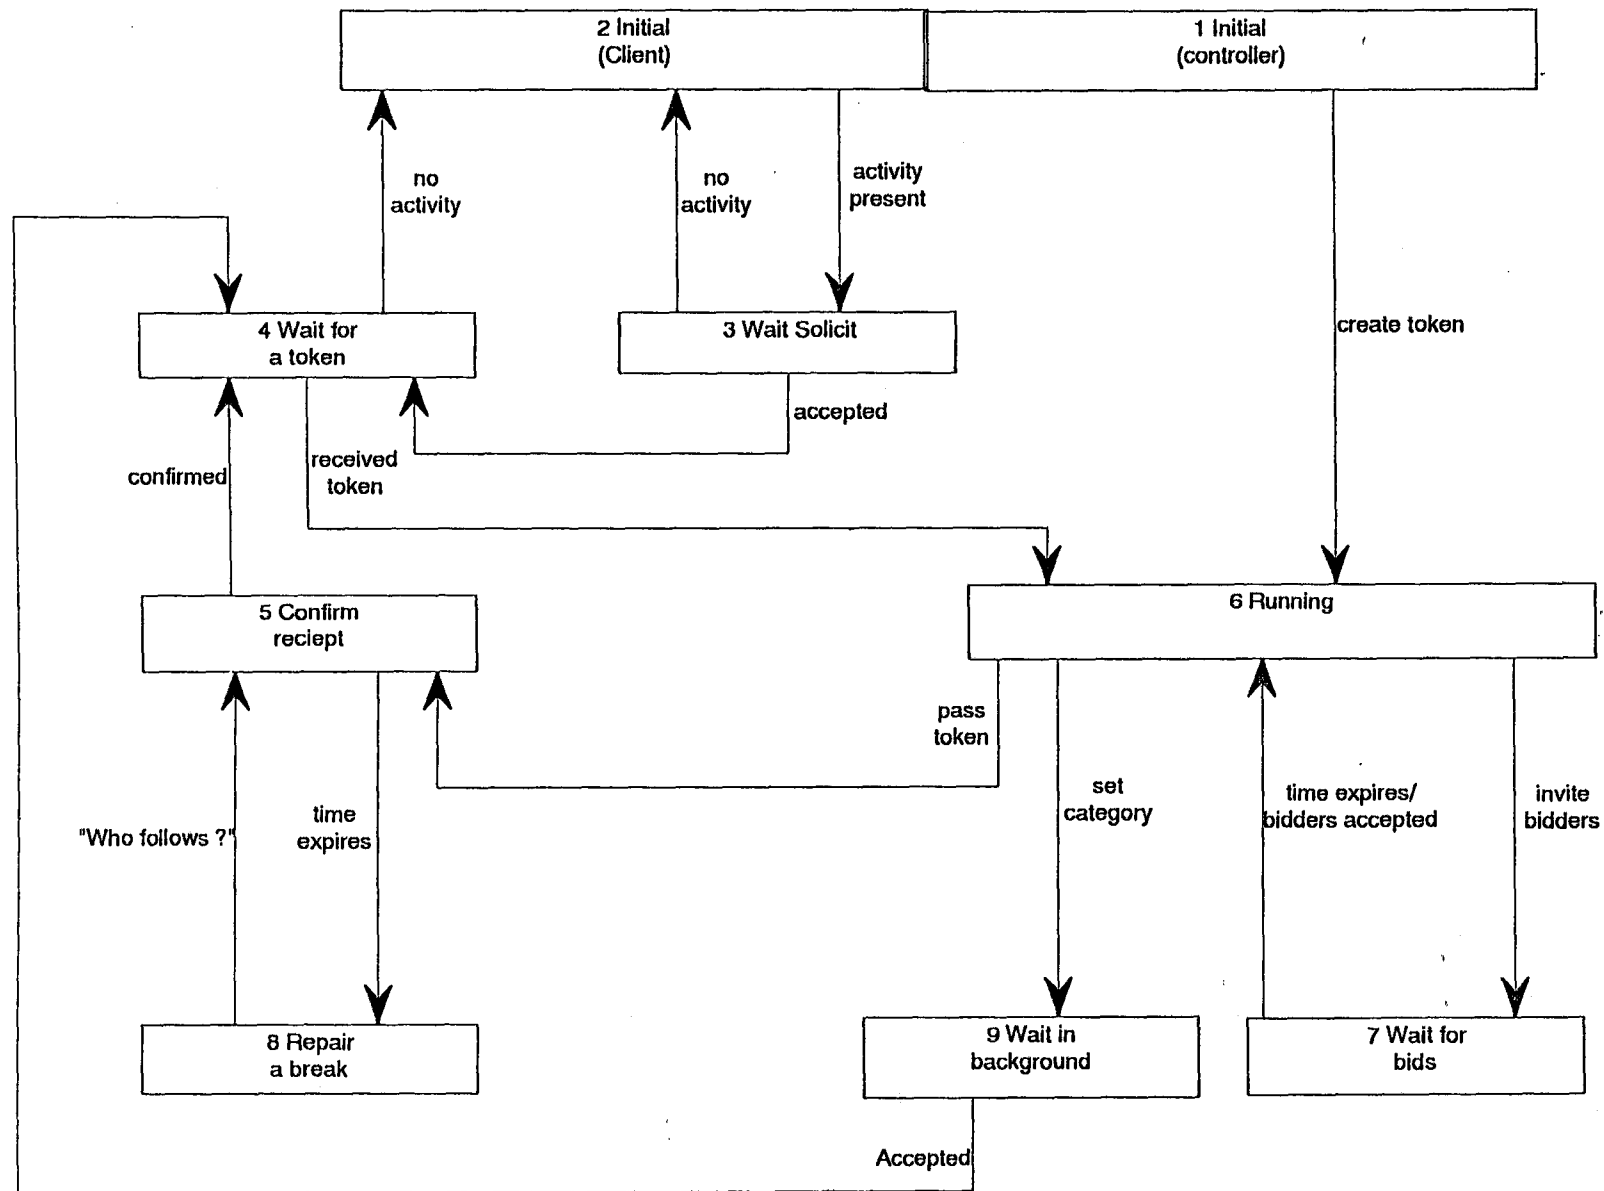 2 Initial
(Client)
1 Initial
(controller)
no
activity
no
activity
activity
present
4 Wait for
a token
3 Wait Solicit
create token
accepted
confirmed
received
token
5 Confirm
reciept
6 Running
pass
token
set
category
time expires/
bidders accepted
invite
bidders
"Who follows ?"
time
expires
8 Repair
a break
9 Wait in
background
7 Wait for
bids
Accepted